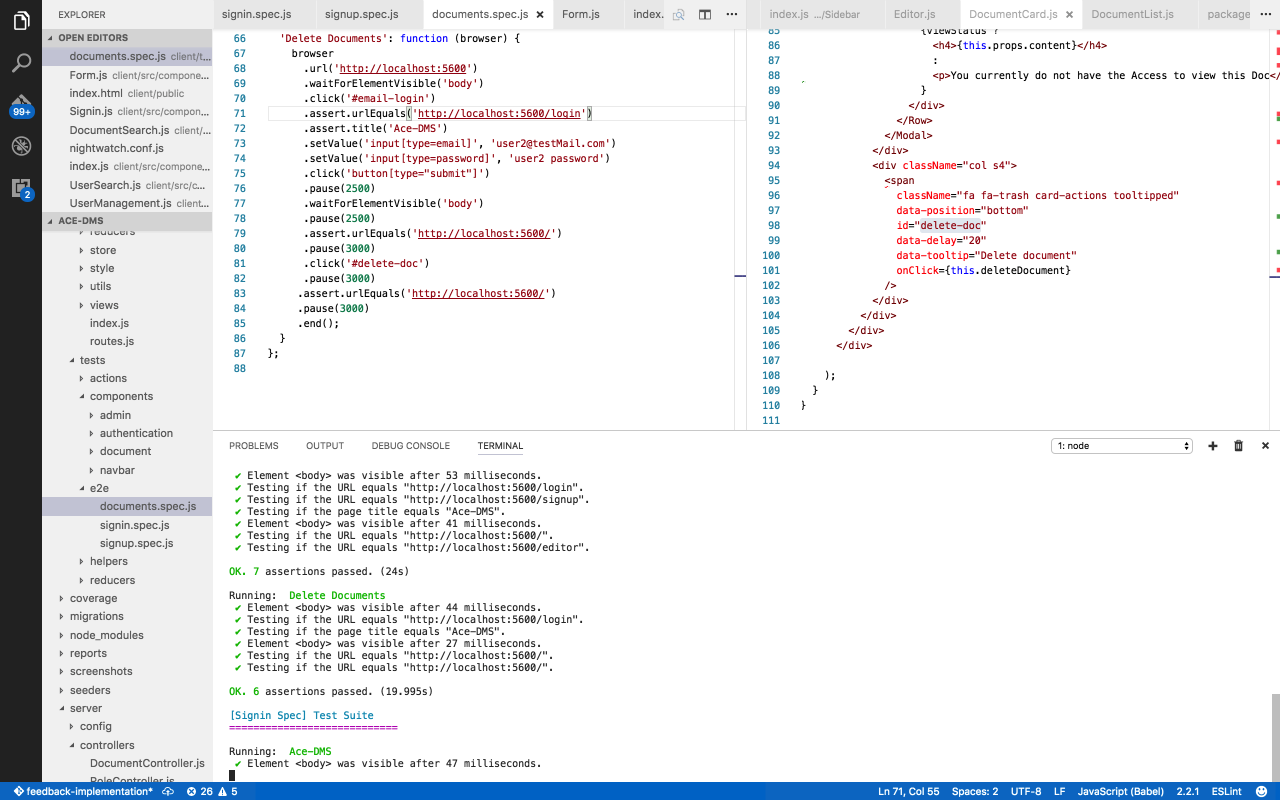 EXPLORER
OPEN EDITORS
documents.spec.js client/t...
Form.js client/src/compone...
index.html client/public
Signin.js client/src/compone...
DocumentSearch.js client/...
nightwatch.conf.js
index.js client/src/compone...
UserSearch.js client/src/c...
UserManagement.js client...
ACE-DMS
reducers
store
style
utils
views
index.js
routes.js
tests
actions
components
admin
authentication
document
navbar
e2e
documents.spec.js
signin.spec.js
signup.spec.js
helpers
reducers
coverage
migrations
node_modules
reports
screenshots
seeders
server
config
controllers
DocumentController.js
RoleController.js
99+
2
signin.spec.js signup.spec.js documents.spec.js Form.js index.
66 'Delete Documents': function (browser) {
67 browser
68 .url('http://localhost:5600')
69 .waitForElementVisible('body')
70 .click('#email-login')
71 .assert.urlEquals('http://localhost:5600/login')
72 .assert.title('Ace-DMS')
73 .setValue('input[type=email]', 'user2@testMail.com')
74 .setValue('input[type=password]', 'user2 password')
75 .click('button[type="submit"]')
76 .pause(2500)
77 .waitForElementVisible('body')
78 .pause(2500)
79 .assert.urlEquals('http://localhost:5600/')
80 .pause(3000)
81 .click('#delete-doc')
82 .pause(3000)
83 .assert.urlEquals('http://localhost:5600/')
84 .pause(3000)
85 .end();
86 }
87 };
88
index.js .../Sidebar Editor.js DocumentCard.js DocumentList.js package
85 {viewStatus ?
86 <h4>{this.props.content}</h4>
87 :
88 <p>You currently do not have the Access to view this Doc</
89 }
90 </div>
91 </Row>
92 </Modal>
93 </div>
94 <div className="col s4">
95 <span
96 className="fa fa-trash card-actions tooltipped"
97 data-position="bottom"
98 id="delete-doc"
99 data-delay="20"
100 data-tooltip="Delete document"
101 onClick={this.deleteDocument}
102 />
103 </div>
104 </div>
105 </div>
106 </div>
107
108 );
109 }
110 }
111
PROBLEMS OUTPUT DEBUG CONSOLE TERMINAL 1: node
✔ Element <body> was visible after 53 milliseconds.
✔ Testing if the URL equals "http://localhost:5600/login".
✔ Testing if the URL equals "http://localhost:5600/signup".
✔ Testing if the page title equals "Ace-DMS".
✔ Element <body> was visible after 41 milliseconds.
✔ Testing if the URL equals "http://localhost:5600/".
✔ Testing if the URL equals "http://localhost:5600/editor".
OK. 7 assertions passed. (24s)
Running: Delete Documents
✔ Element <body> was visible after 44 milliseconds.
✔ Testing if the URL equals "http://localhost:5600/login".
✔ Testing if the page title equals "Ace-DMS".
✔ Element <body> was visible after 27 milliseconds.
✔ Testing if the URL equals "http://localhost:5600/".
✔ Testing if the URL equals "http://localhost:5600/".
OK. 6 assertions passed. (19.995s)
[Signin Spec] Test Suite
============================
Running: Ace-DMS
✔ Element <body> was visible after 47 milliseconds.
feedback-implementation* 26 5 Ln 71, Col 55 Spaces: 2 UTF-8 LF JavaScript (Babel) 2.2.1 ESLint